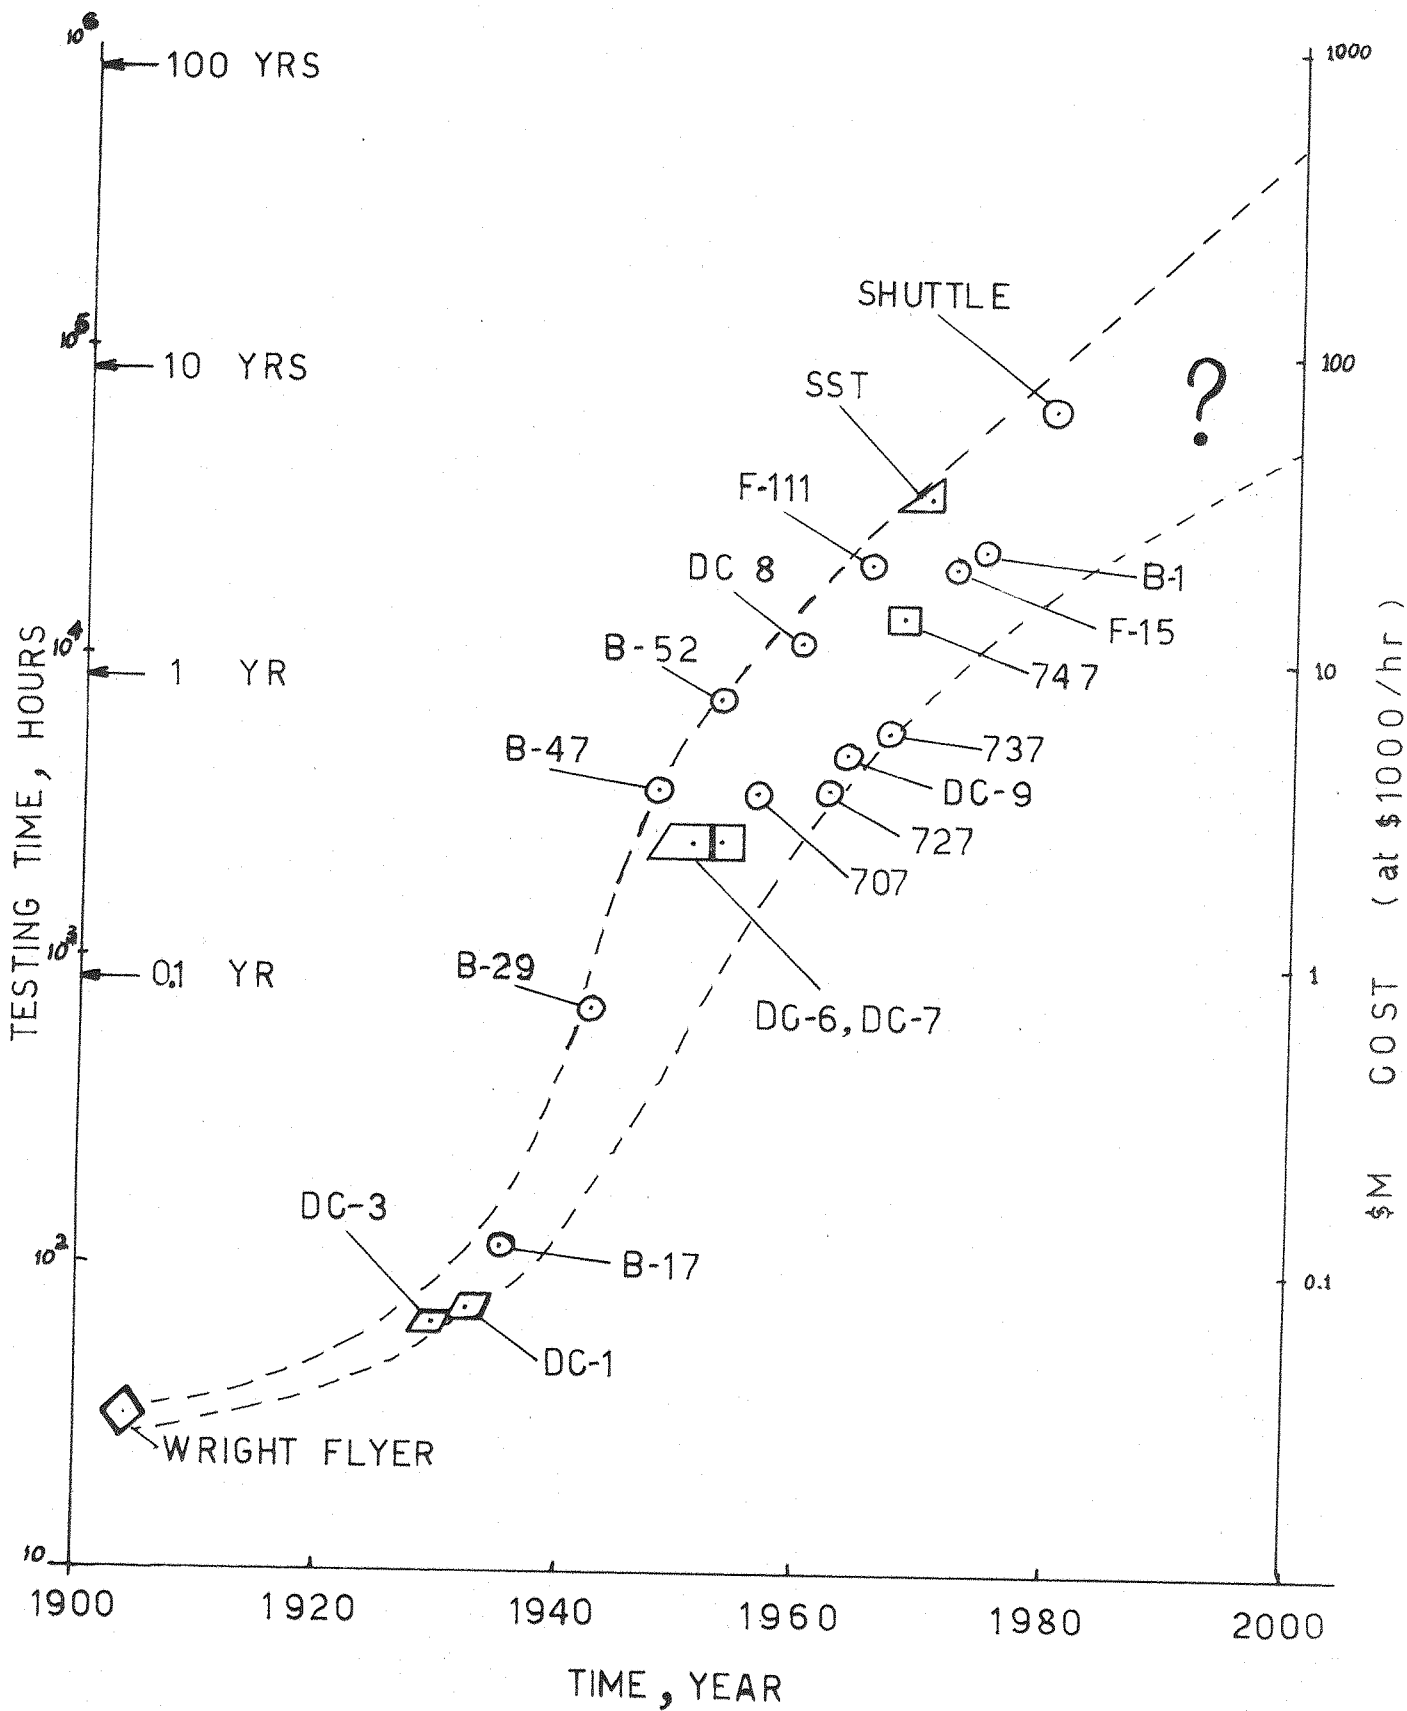 10⁶
1000
100 YRS
SHUTTLE
10⁵
10 YRS
100
?
SST
F-111
DC 8
B-1
F-15
B-52
10⁴
1 YR
747
10
B-47
737
DC-9
727
707
10³
0.1 YR
B-29
1
DC-6, DC-7
DC-3
10²
B-17
0.1
DC-1
WRIGHT FLYER
10
1900 1920 1940 1960 1980 2000
TIME, YEAR
TESTING TIME, HOURS
$M COST (at $1000/hr)